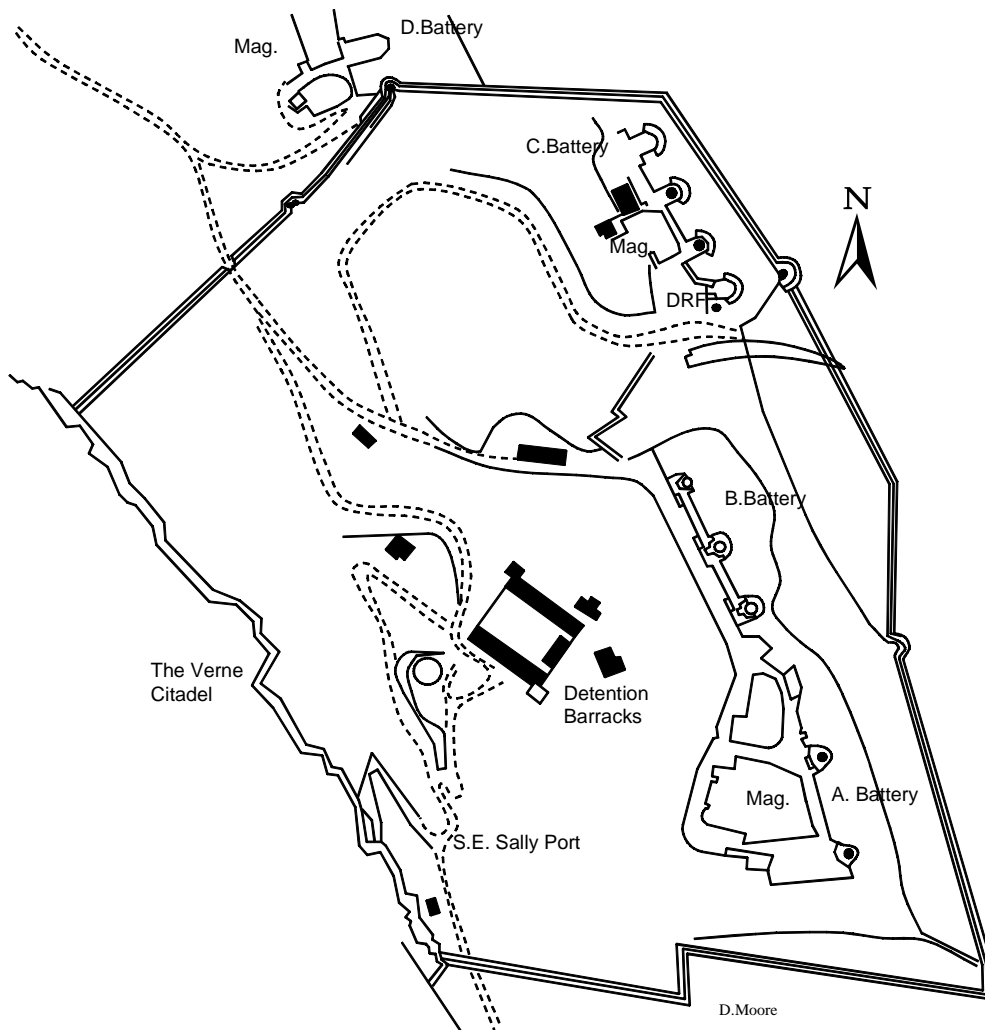 D.Battery
Mag.
C.Battery
N
Mag.
DRF
B.Battery
The Verne
Citadel
Detention
Barracks
Mag.
A. Battery
S.E. Sally Port
D.Moore